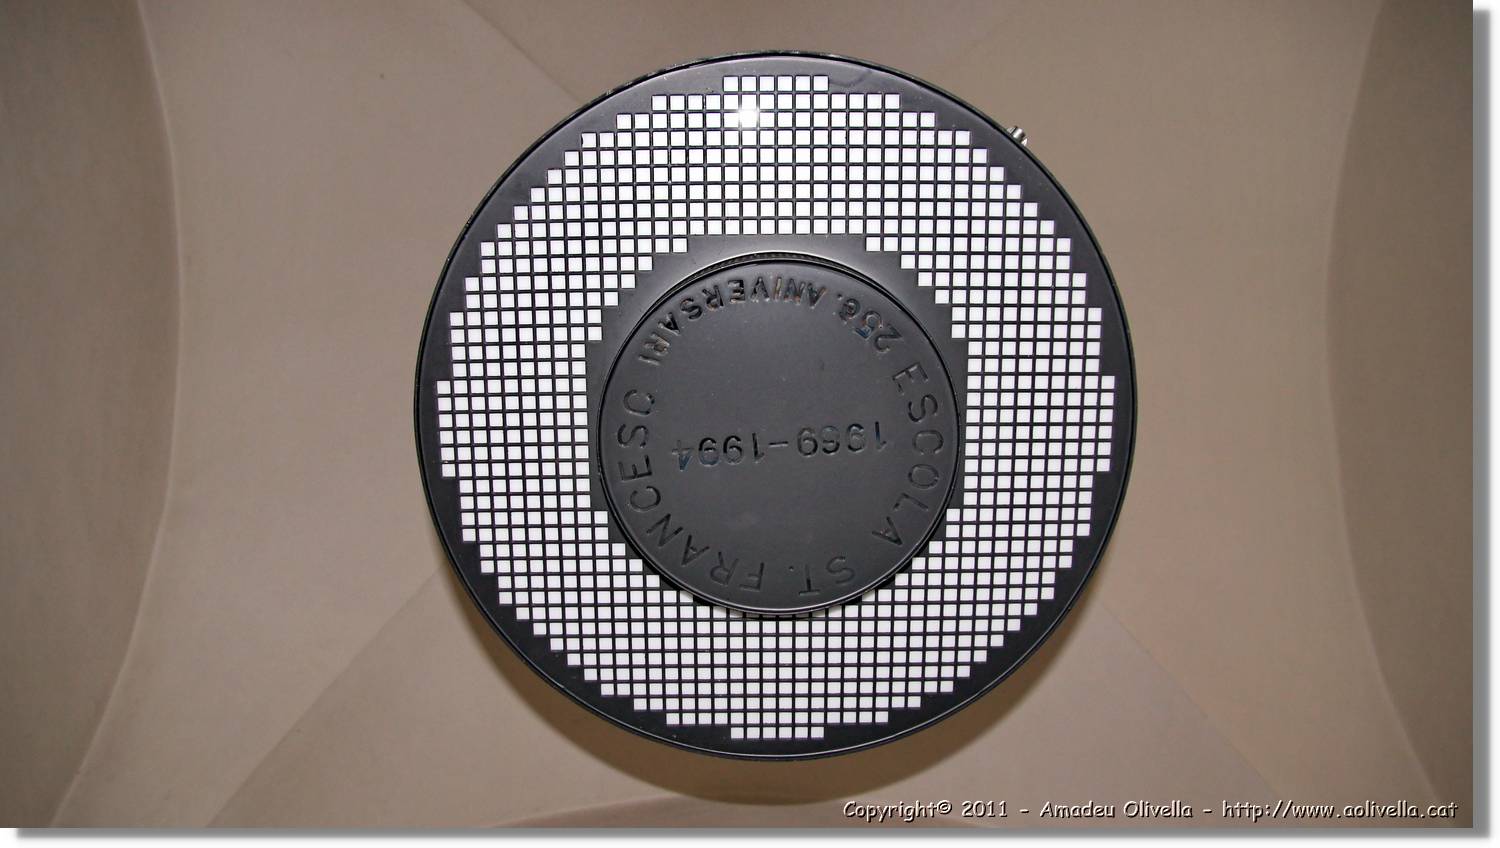 ESCOLA ST. FRANCESC
25è. ANIVERSARI
1969-1994
Copyright© 2011 - Amadeu Olivella - http://www.aolivella.cat